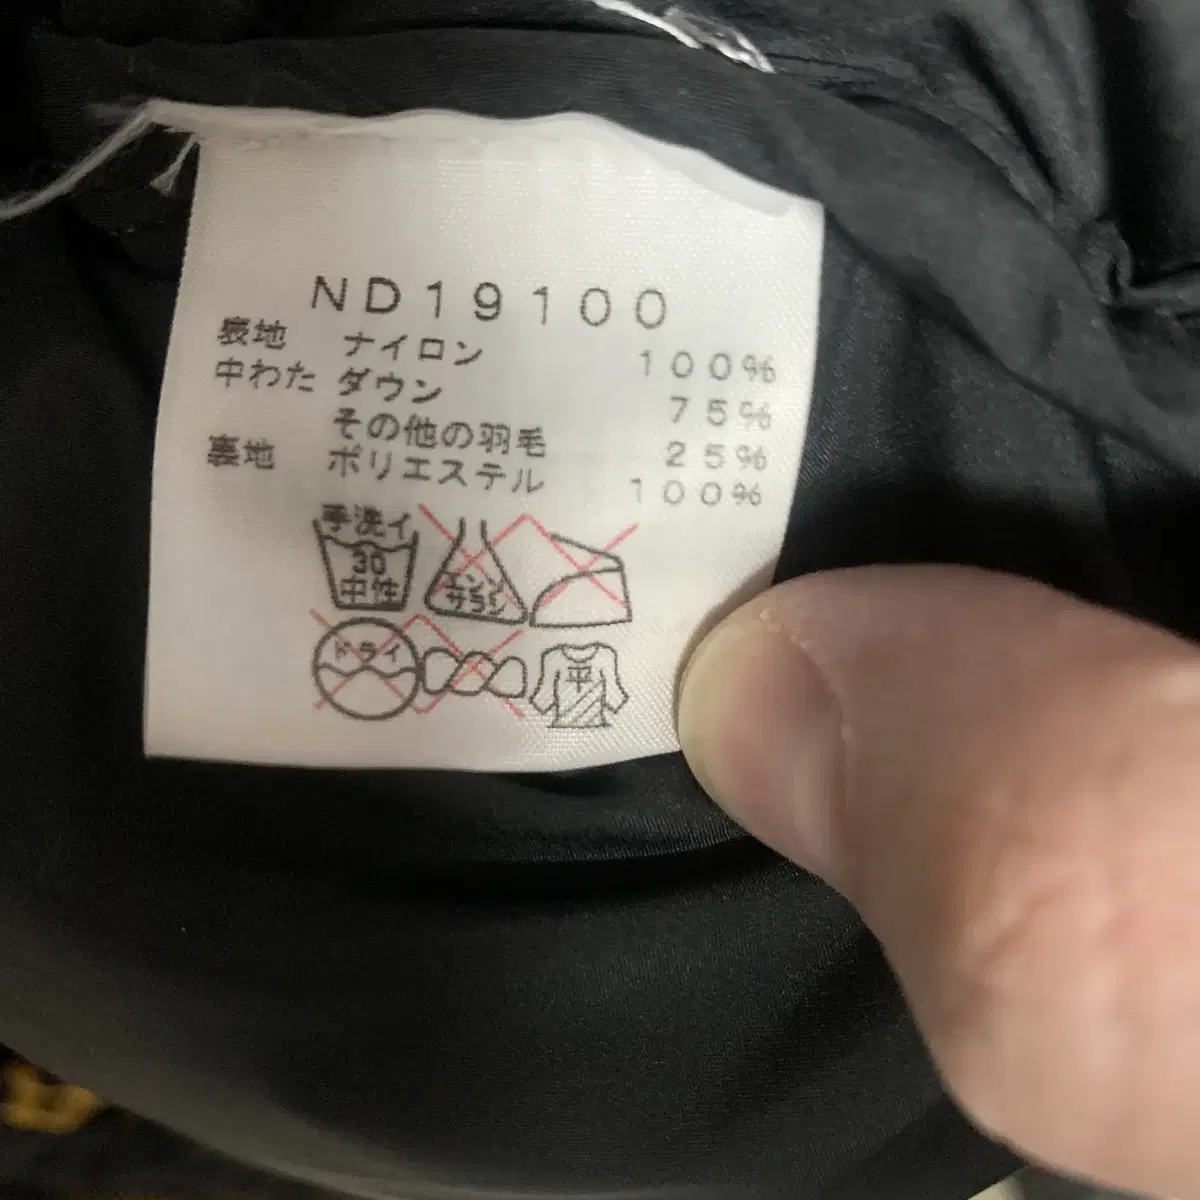 ND19100
表地 ナイロン 100%
中わた ダウン 75%
その他の羽毛 25%
裏地 ポリエステル 100%
手洗イ
30
中性
エンソ
サラシ
ドライ
平